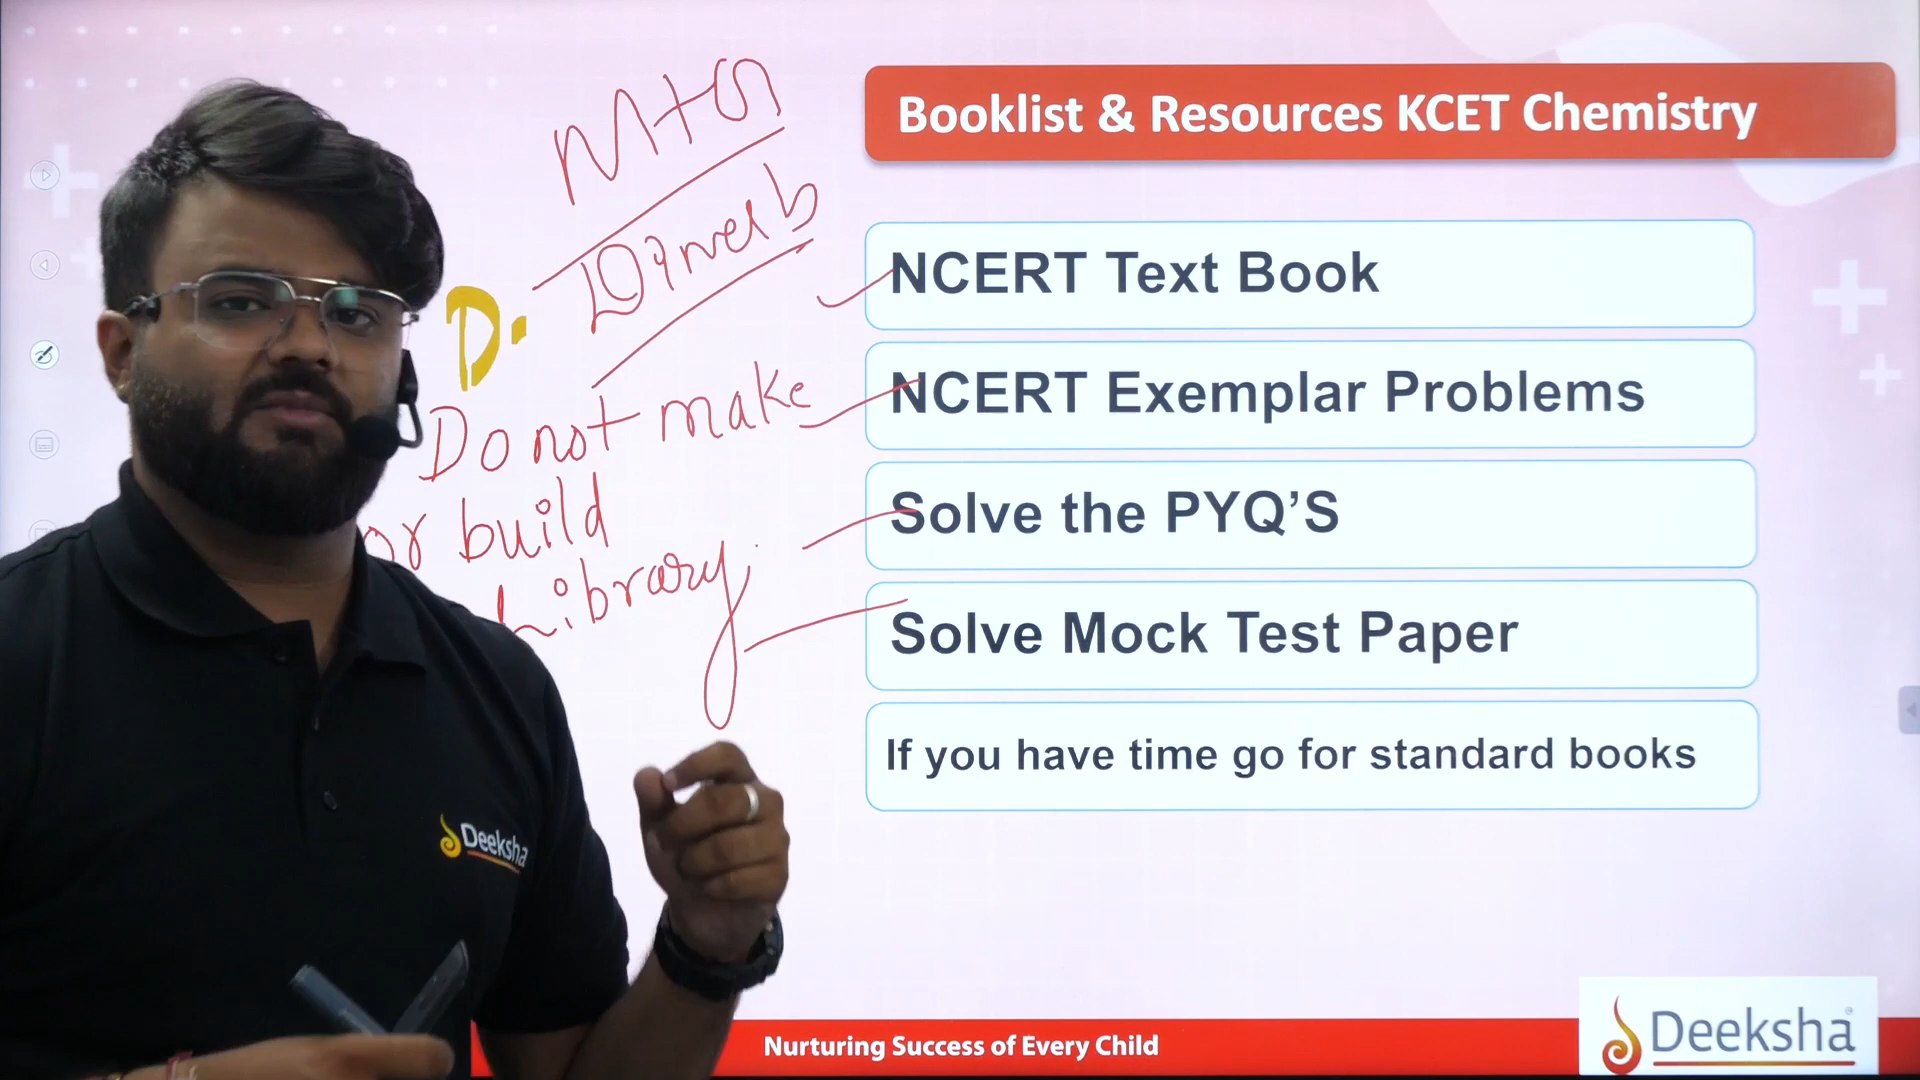 Booklist & Resources KCET Chemistry
MTG
Dinesh
D.
NCERT Text Book
NCERT Exemplar Problems
Solve the PYQ’S
Solve Mock Test Paper
If you have time go for standard books
Do not make
or build
Library
Deeksha
Nurturing Success of Every Child
Deeksha